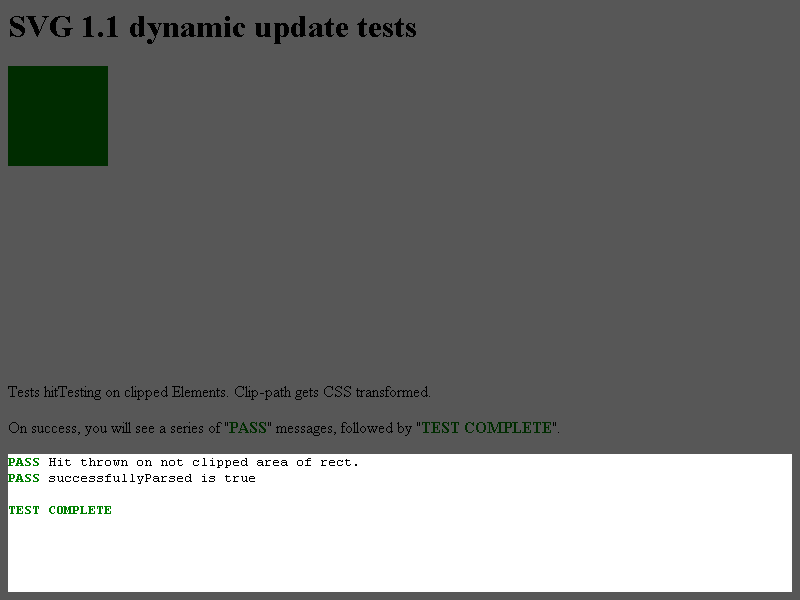 SVG 1.1 dynamic update tests
Tests hitTesting on clipped Elements. Clip-path gets CSS transformed.
On success, you will see a series of "PASS" messages, followed by "TEST COMPLETE".
PASS Hit thrown on not clipped area of rect.
PASS successfullyParsed is true
TEST COMPLETE